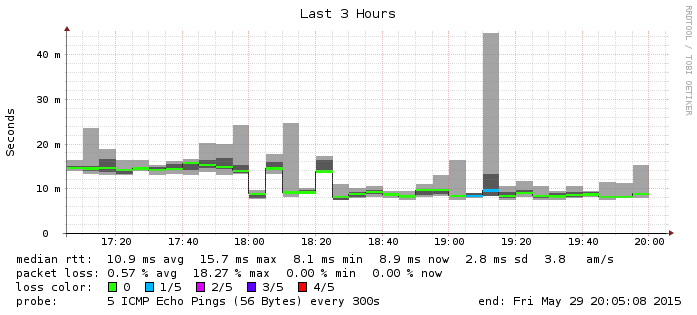 Last 3 Hours
RRDTOOL / TOBI OETIKER
Seconds
40 m
30 m
20 m
10 m
0
17:20 17:40 18:00 18:20 18:40 19:00 19:20 19:40 20:00
median rtt: 10.9 ms avg 15.7 ms max 8.1 ms min 8.9 ms now 2.8 ms sd 3.8 am/s
packet loss: 0.57 % avg 18.27 % max 0.00 % min 0.00 % now
loss color: 0 1/5 2/5 3/5 4/5
probe: 5 ICMP Echo Pings (56 Bytes) every 300s end: Fri May 29 20:05:08 2015